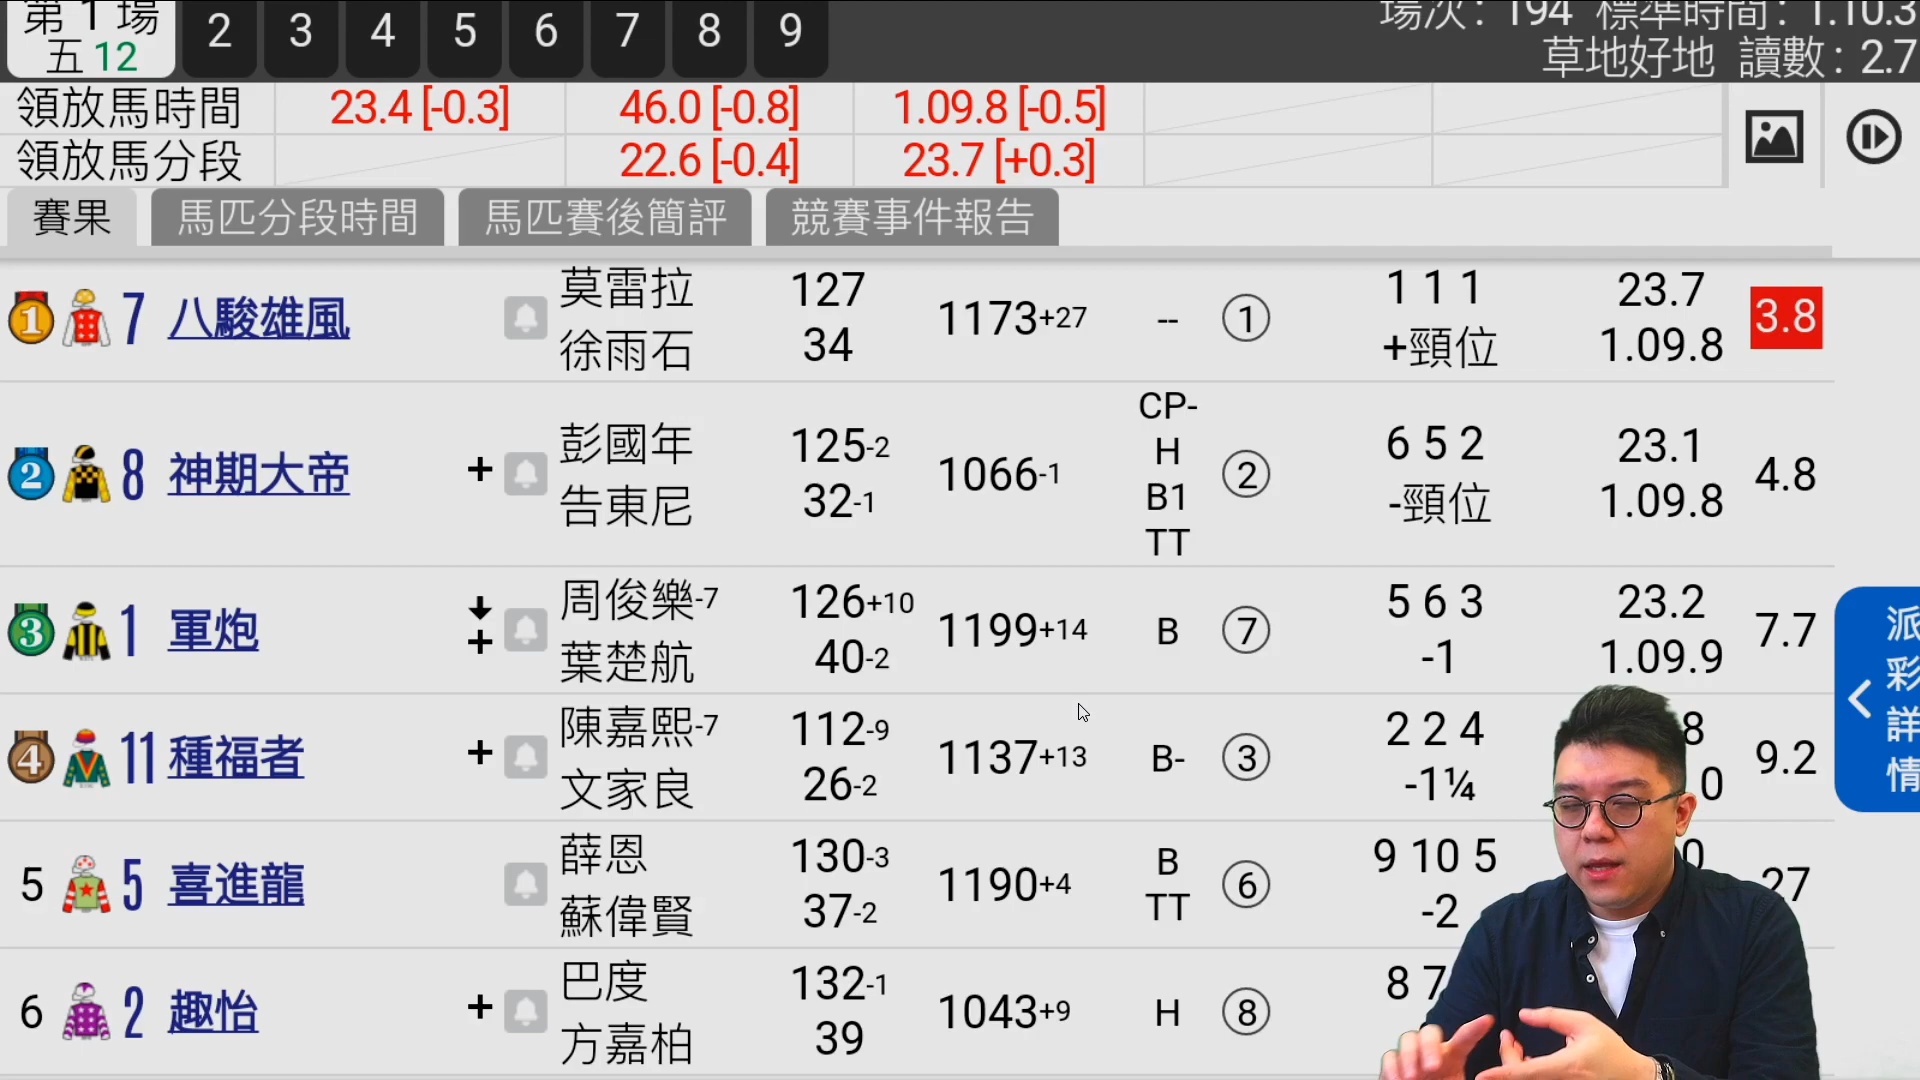 第 1 場
五 12
2 3 4 5 6 7 8 9
場次: 194 標準時間: 1.10.3
草地好地 讀數: 2.7
領放馬時間 23.4 [-0.3] 46.0 [-0.8] 1.09.8 [-0.5]
領放馬分段 22.6 [-0.4] 23.7 [+0.3]
賽果 馬匹分段時間 馬匹賽後簡評 競賽事件報告
1 7 八駿雄風 莫雷拉 127 1173+27 -- 1 1 1 1 23.7 3.8
徐雨石 34 +頸位 1.09.8
2 8 神期大帝 + 彭國年 125-2 1066-1 CP- 2 6 5 2 23.1 4.8
告東尼 32-1 H -頸位 1.09.8
B1
TT
3 1 軍炮 + 周俊樂-7 126+10 1199+14 B 7 5 6 3 23.2 7.7
葉楚航 40-2 -1 1.09.9
4 11 種福者 + 陳嘉熙-7 112-9 1137+13 B- 3 2 2 4 8 9.2
文家良 26-2 -1¼ 0
5 5 喜進龍 薛恩 130-3 1190+4 B 6 9 10 5 0 27
蘇偉賢 37-2 TT -2
6 2 趣怡 + 巴度 132-1 1043+9 H 8 8 7
方嘉柏 39
派
彩
詳
情